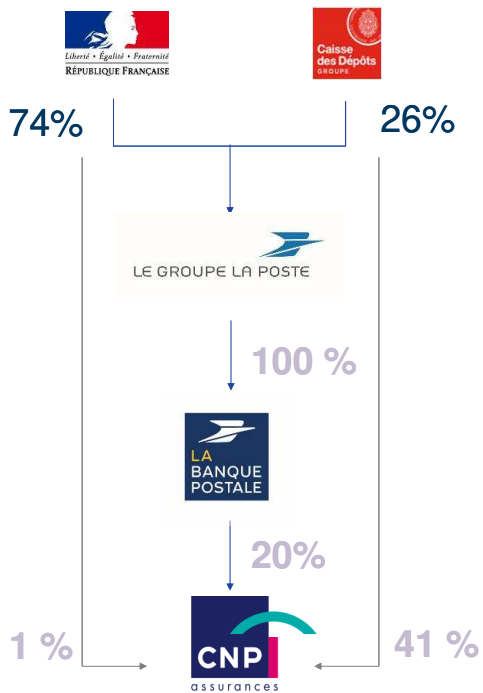 Liberté • Égalité • Fraternité
RÉPUBLIQUE FRANÇAISE
Caisse
des Dépôts
GROUPE
74%
26%
LE GROUPE LA POSTE
100 %
LA
BANQUE
POSTALE
20%
1 %
41 %
CNP
assurances